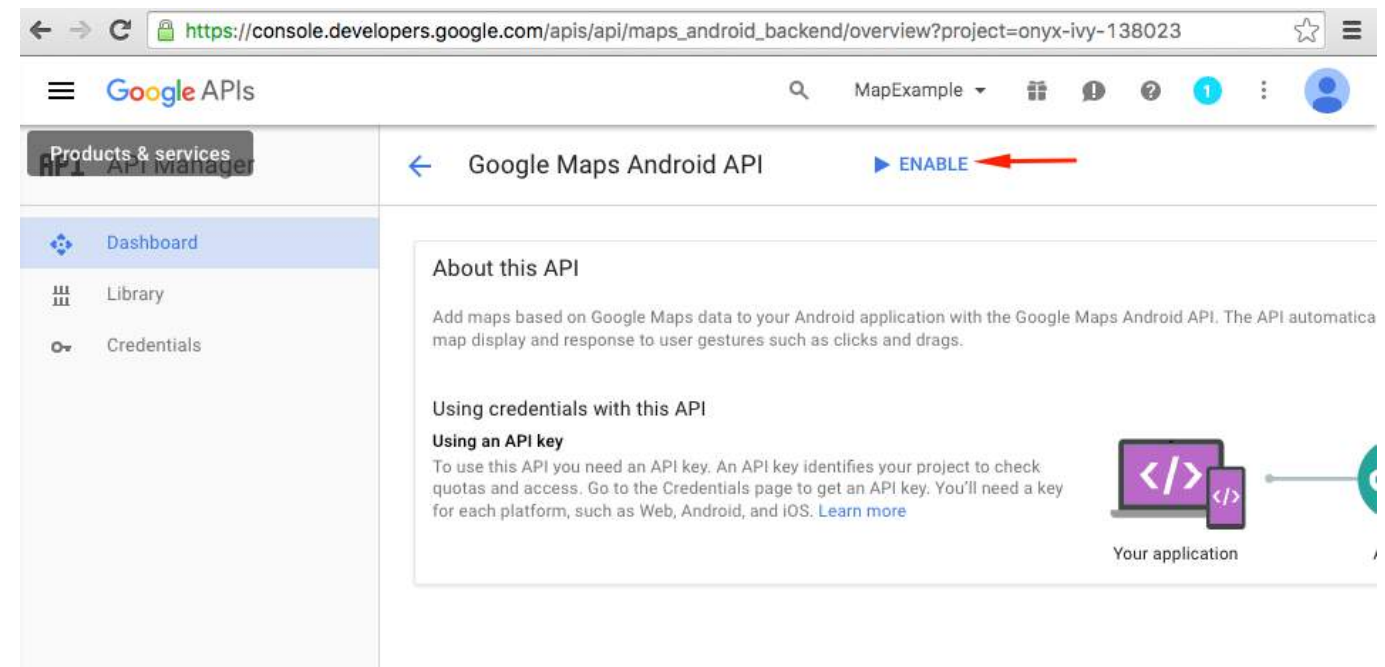 https://console.developers.google.com/apis/api/maps_android_backend/overview?project=onyx-ivy-138023
Google APIs
MapExample
1
Products & services
API API Manager
Google Maps Android API
ENABLE
Dashboard
Library
Credentials
About this API
Add maps based on Google Maps data to your Android application with the Google Maps Android API. The API automatica
map display and response to user gestures such as clicks and drags.
Using credentials with this API
Using an API key
To use this API you need an API key. An API key identifies your project to check
quotas and access. Go to the Credentials page to get an API key. You'll need a key
for each platform, such as Web, Android, and iOS. Learn more
</>
</>
Your application